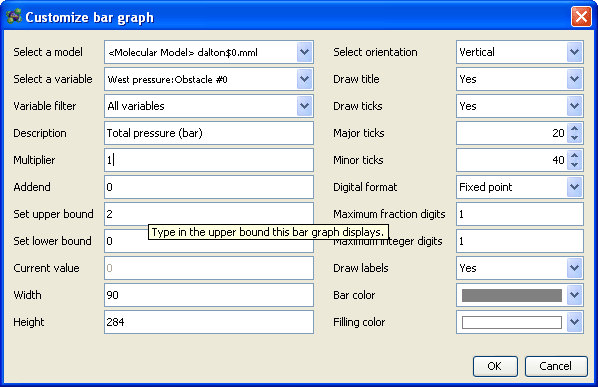 Customize bar graph
Select a model <Molecular Model> dalton$0.mml Select orientation Vertical
Select a variable West pressure:Obstacle #0 Draw title Yes
Variable filter All variables Draw ticks Yes
Description Total pressure (bar) Major ticks 20
Multiplier 1 Minor ticks 40
Addend 0 Digital format Fixed point
Set upper bound 2 Maximum fraction digits 1
Type in the upper bound this bar graph displays.
Set lower bound 0 Maximum integer digits 1
Current value 0 Draw labels Yes
Width 90 Bar color
Height 284 Filling color
OK Cancel